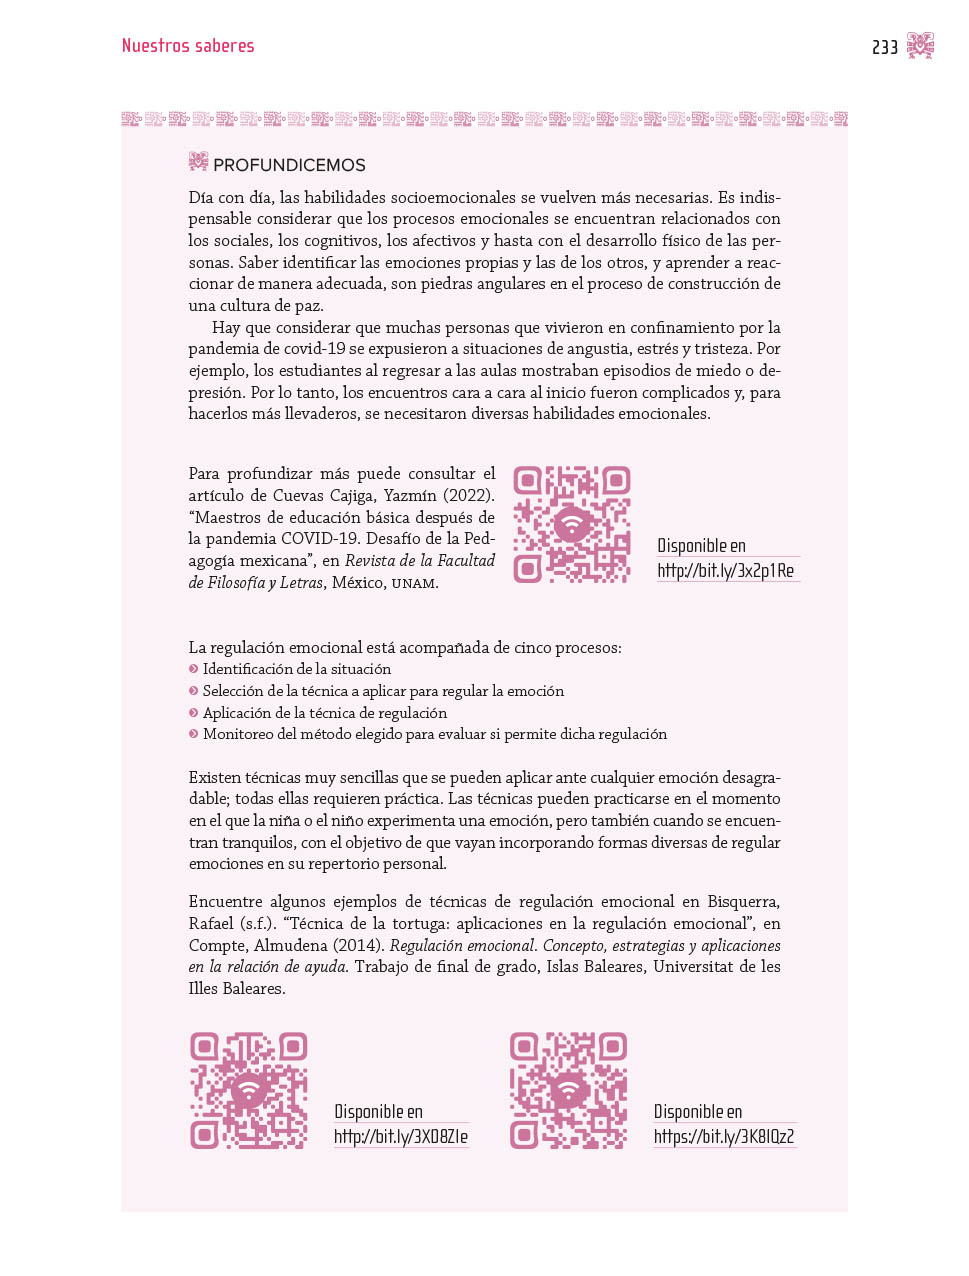 Nuestros saberes
233
PROFUNDICEMOS
Día con día, las habilidades socioemocionales se vuelven más necesarias. Es indis-
pensable considerar que los procesos emocionales se encuentran relacionados con
los sociales, los cognitivos, los afectivos y hasta con el desarrollo físico de las per-
sonas. Saber identificar las emociones propias y las de los otros, y aprender a reac-
cionar de manera adecuada, son piedras angulares en el proceso de construcción de
una cultura de paz.
Hay que considerar que muchas personas que vivieron en confinamiento por la
pandemia de covid-19 se expusieron a situaciones de angustia, estrés y tristeza. Por
ejemplo, los estudiantes al regresar a las aulas mostraban episodios de miedo o de-
presión. Por lo tanto, los encuentros cara a cara al inicio fueron complicados y, para
hacerlos más llevaderos, se necesitaron diversas habilidades emocionales.
Para profundizar más puede consultar el
artículo de Cuevas Cajiga, Yazmín (2022).
“Maestros de educación básica después de
la pandemia COVID-19. Desafío de la Ped-
agogía mexicana”, en Revista de la Facultad
de Filosofía y Letras, México, UNAM.
Disponible en
http://bit.ly/3x2p1Re
La regulación emocional está acompañada de cinco procesos:
Identificación de la situación
Selección de la técnica a aplicar para regular la emoción
Aplicación de la técnica de regulación
Monitoreo del método elegido para evaluar si permite dicha regulación
Existen técnicas muy sencillas que se pueden aplicar ante cualquier emoción desagra-
dable; todas ellas requieren práctica. Las técnicas pueden practicarse en el momento
en el que la niña o el niño experimenta una emoción, pero también cuando se encuen-
tran tranquilos, con el objetivo de que vayan incorporando formas diversas de regular
emociones en su repertorio personal.
Encuentre algunos ejemplos de técnicas de regulación emocional en Bisquerra,
Rafael (s.f.). “Técnica de la tortuga: aplicaciones en la regulación emocional”, en
Compte, Almudena (2014). Regulación emocional. Concepto, estrategias y aplicaciones
en la relación de ayuda. Trabajo de final de grado, Islas Baleares, Universitat de les
Illes Baleares.
Disponible en
http://bit.ly/3XD8ZIe
Disponible en
https://bit.ly/3K8IQz2